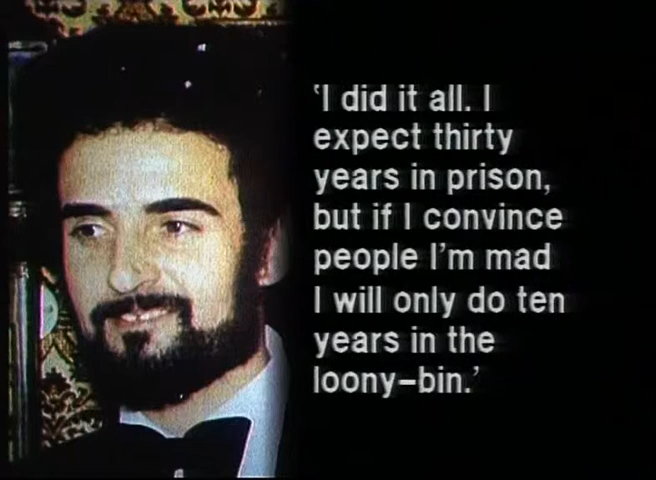 ‘I did it all. I
expect thirty
years in prison,
but if I convince
people I’m mad
I will only do ten
years in the
loony-bin.’